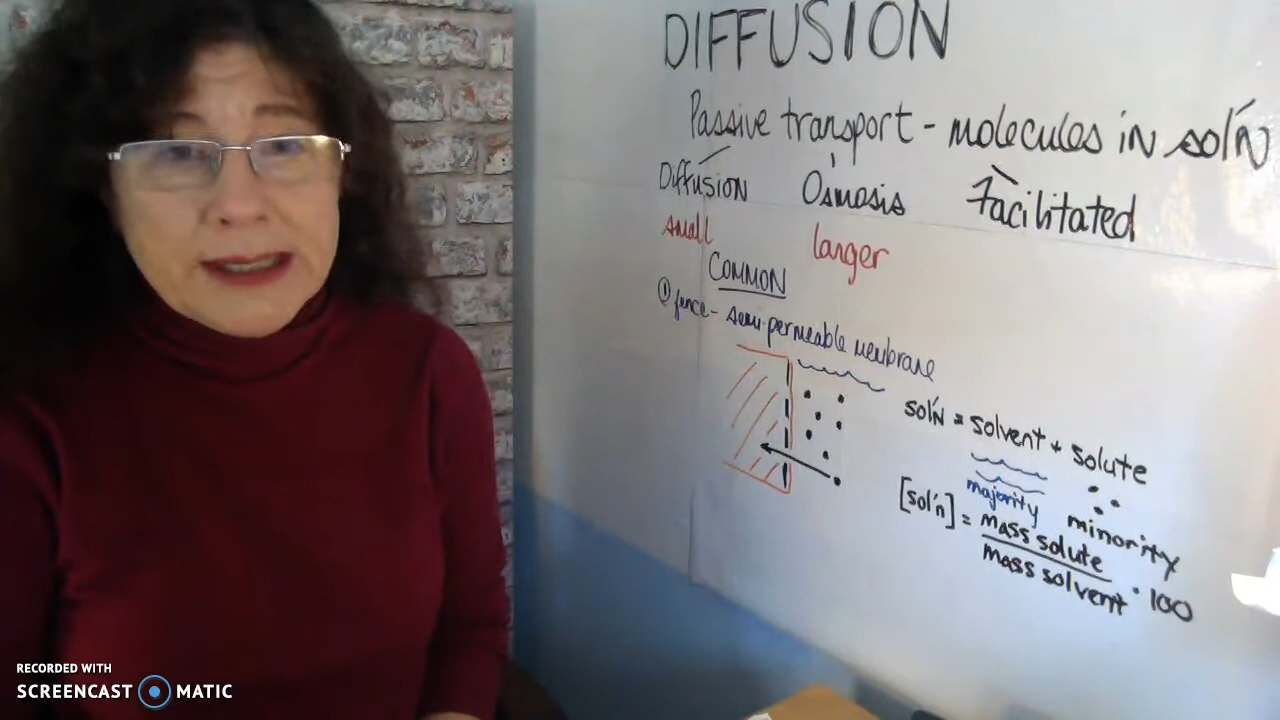 DIFFUSION
Passive transport - molecules in sol'n
Diffusion Osmosis Facilitated
small larger
COMMON
① fence - semi-permeable membrane
sol'n = solvent + solute
majority minority
[sol'n] = mass solute
mass solvent · 100
RECORDED WITH
SCREENCAST MATIC